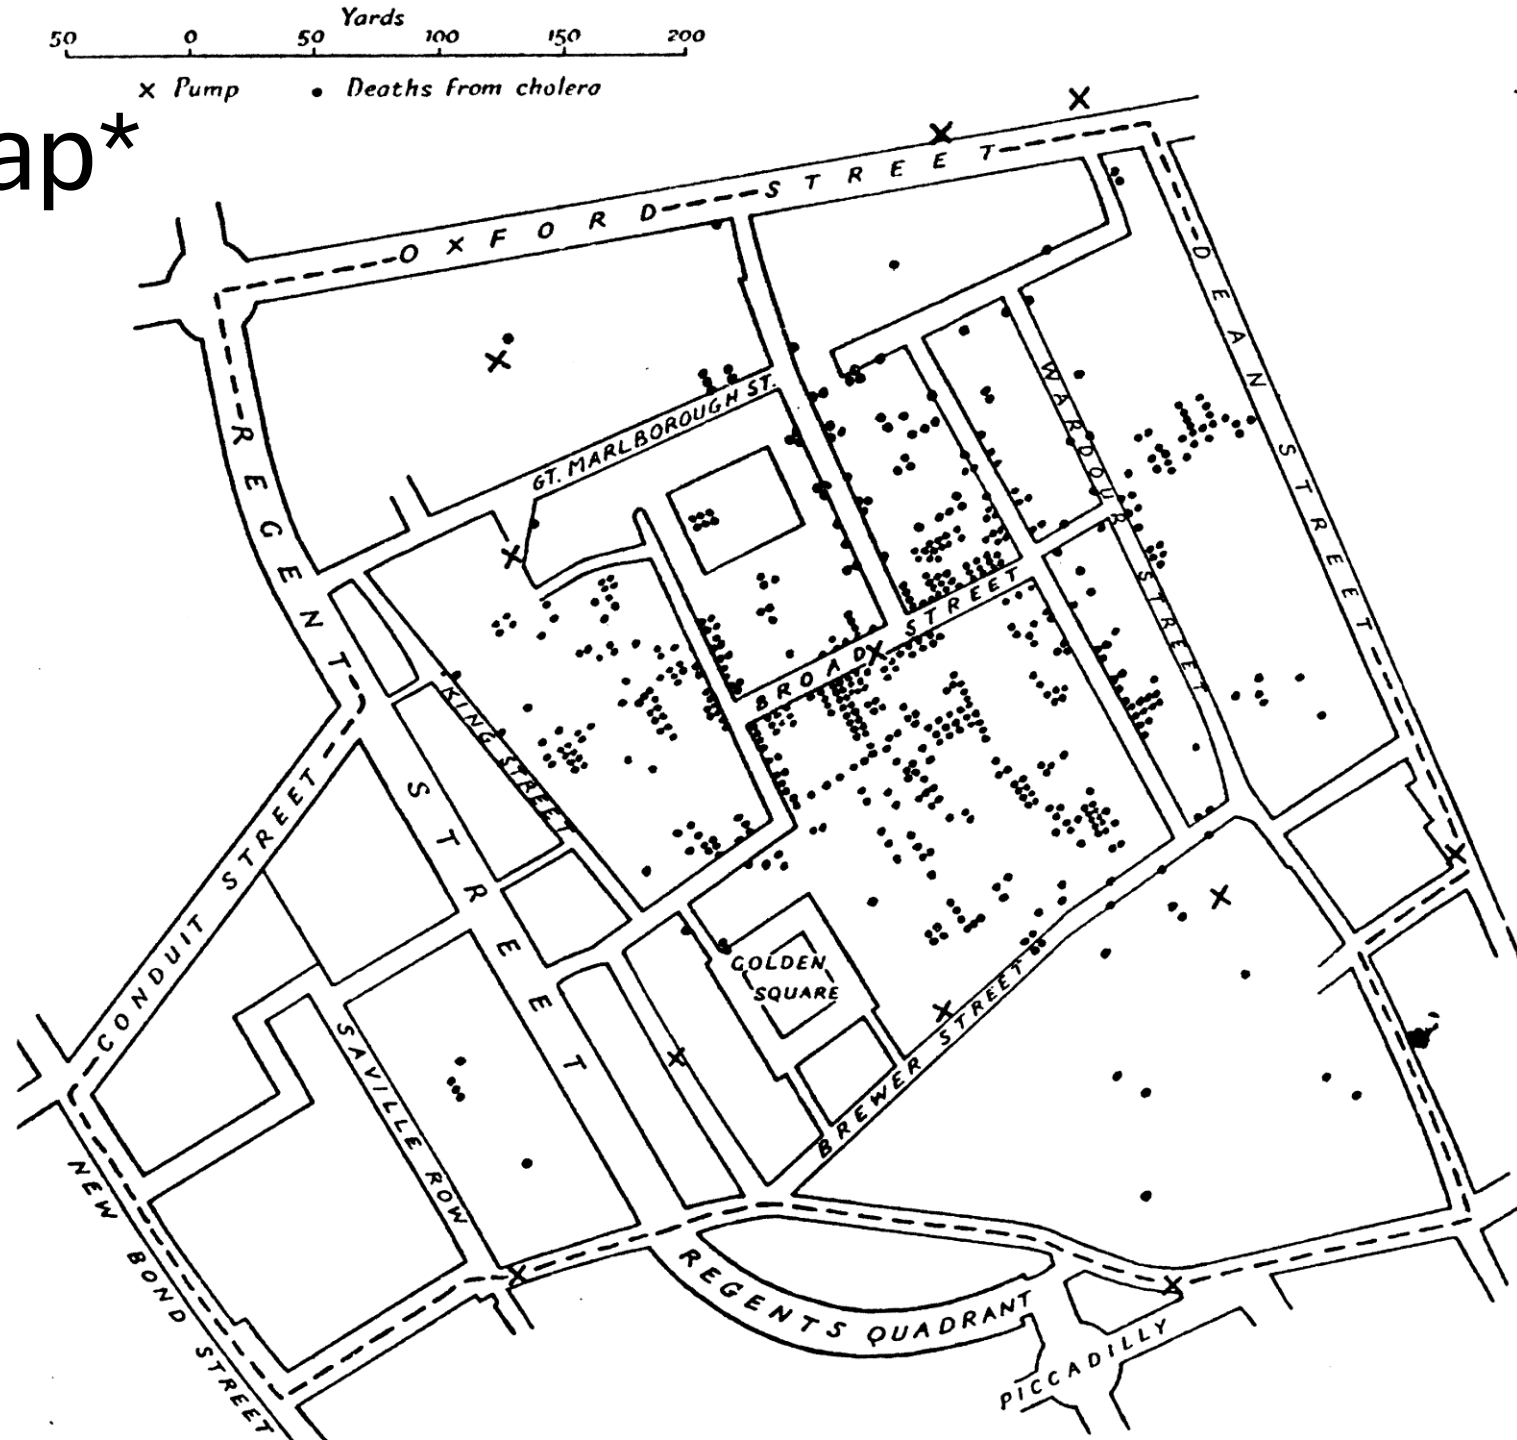 Yards
50 0 50 100 150 200
x Pump • Deaths from cholera
ap*
OXFORD STREET
REGENT STREET
DEAN STREET
GT. MARLBOROUGH ST.
WARDOUR STREET
BROAD STREET
KING STREET
CONDUIT STREET
GOLDEN
SQUARE
BREWER STREET
SAVILLE ROW
NEW BOND STREET
REGENTS QUADRANT
PICCADILLY